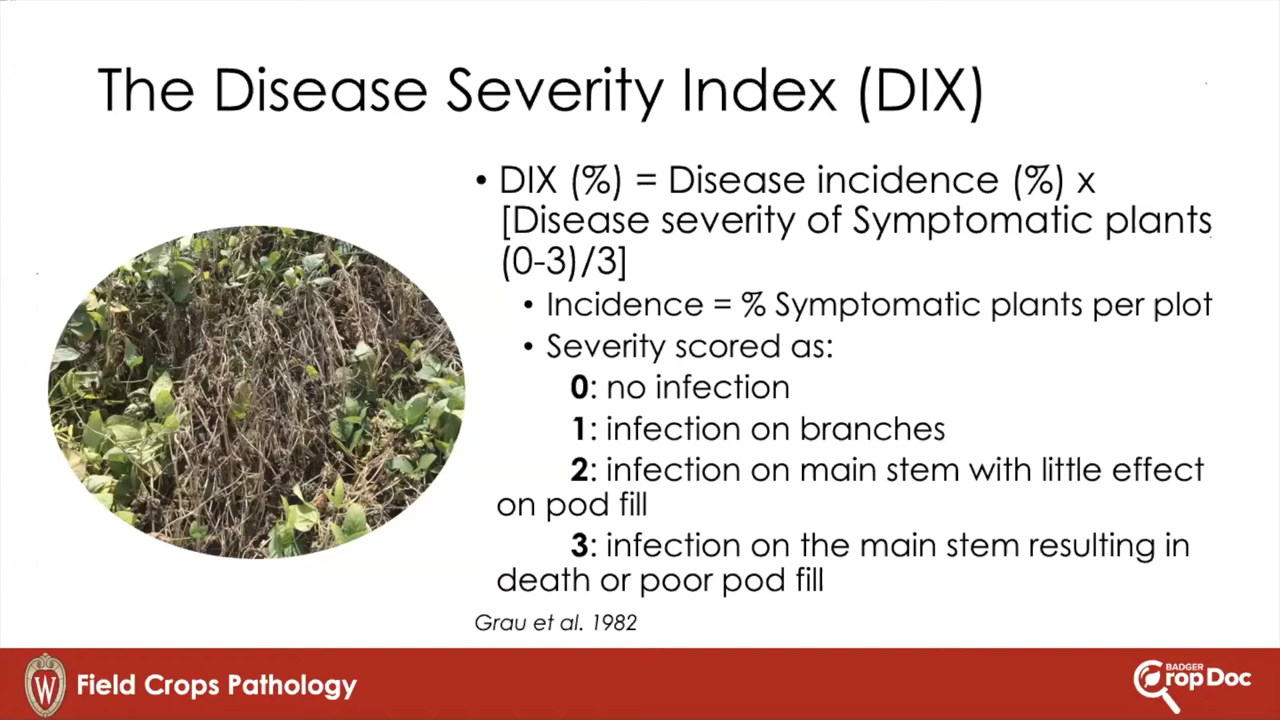 The Disease Severity Index (DIX)
• DIX (%) = Disease incidence (%) x
[Disease severity of Symptomatic plants
(0-3)/3]
• Incidence = % Symptomatic plants per plot
• Severity scored as:
0: no infection
1: infection on branches
2: infection on main stem with little effect
on pod fill
3: infection on the main stem resulting in
death or poor pod fill
Grau et al. 1982
W
Field Crops Pathology
BADGER
Crop Doc